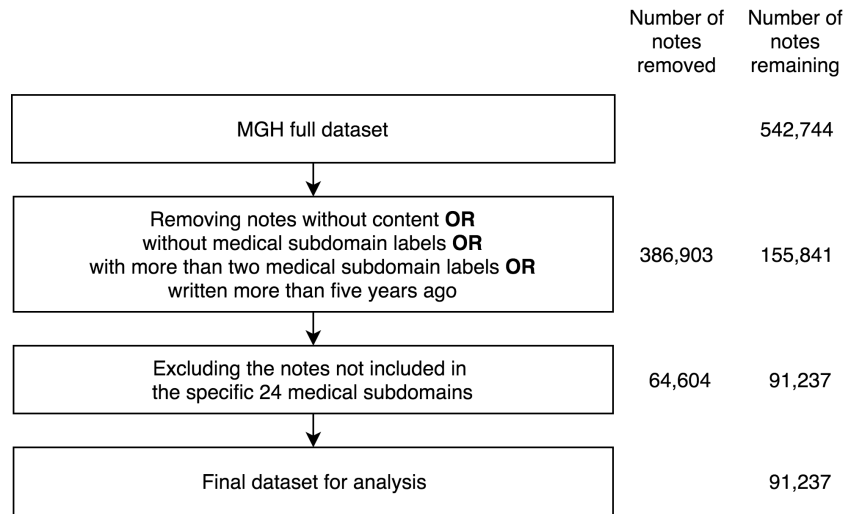 Number of
notes
removed
Number of
notes
remaining
MGH full dataset
542,744
Removing notes without content OR
without medical subdomain labels OR
with more than two medical subdomain labels OR
written more than five years ago
386,903
155,841
Excluding the notes not included in
the specific 24 medical subdomains
64,604
91,237
Final dataset for analysis
91,237